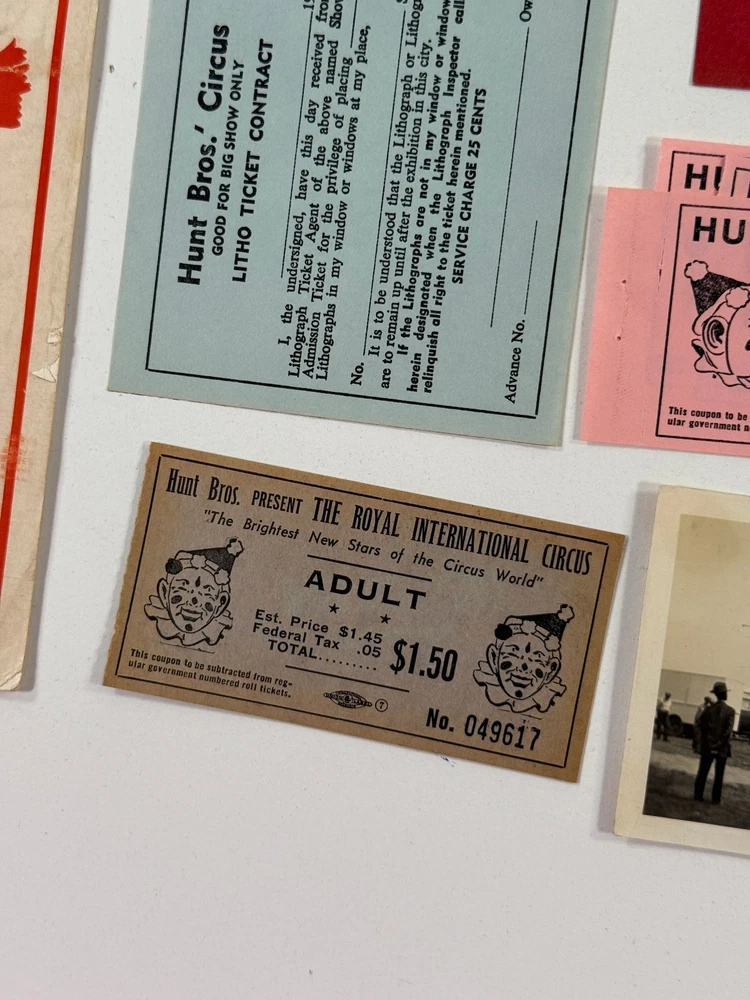 Hunt Bros.' Circus
GOOD FOR BIG SHOW ONLY
LITHO TICKET CONTRACT
I, the undersigned, have this day received from
Lithograph Ticket Agent of the above named Show
Admission Ticket for the privilege of placing
Lithographs in my window or windows at my place,
No.
It is to be understood that the Lithograph or
are to remain up until after the exhibition in this city.
If the Lithographs are not in my window or
herein designated when the Lithograph Inspector
relinquish all right to the ticket herein mentioned.
SERVICE CHARGE 25 CENTS
Advance No.
HU
This coupon to be
ular government
Hunt Bros. PRESENT THE ROYAL INTERNATIONAL CIRCUS
"The Brightest New Stars of the Circus World"
ADULT
Est. Price $1.45
Federal Tax .05
TOTAL......... $1.50
This coupon to be subtracted from reg-
ular government numbered roll tickets.
7
No. 049617